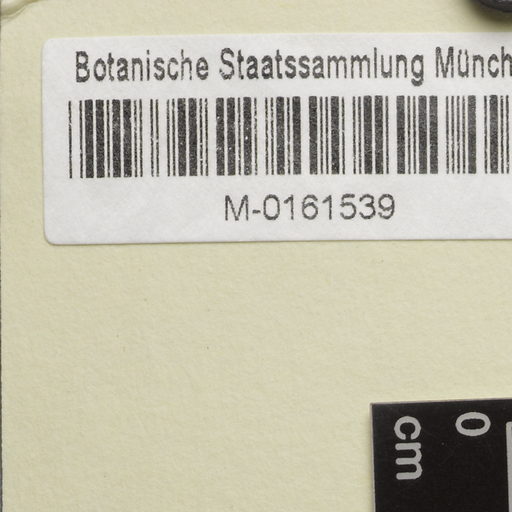 Botanische Staatssammlung Münch
M-0161539
0
cm